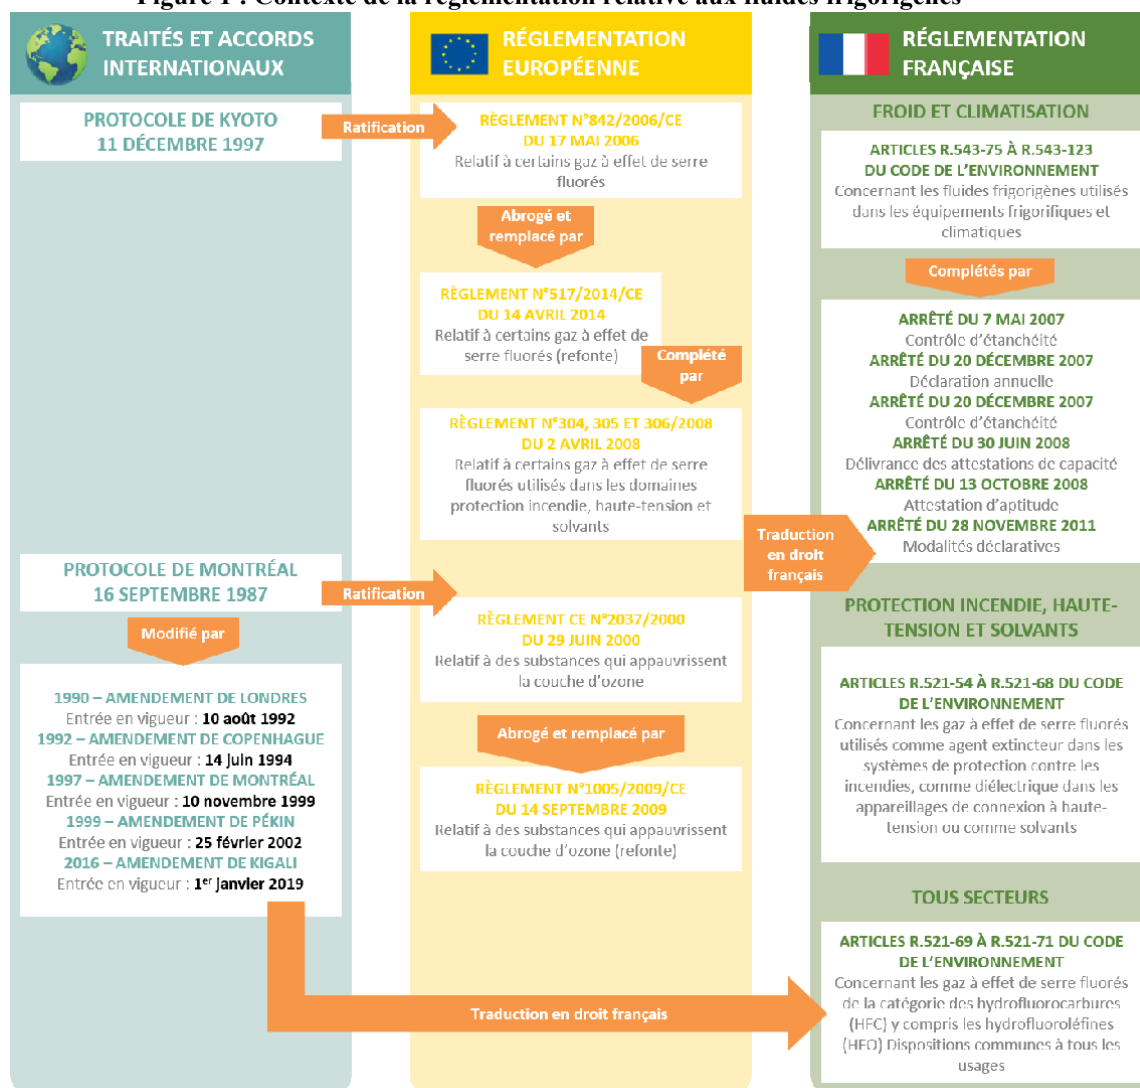 Figure 1 : Contexte de la réglementation relative aux fluides frigorigènes
TRAITÉS ET ACCORDS
INTERNATIONAUX
PROTOCOLE DE KYOTO
11 DÉCEMBRE 1997
Ratification
PROTOCOLE DE MONTRÉAL
16 SEPTEMBRE 1987
Ratification
Modifié par
1990 – AMENDEMENT DE LONDRES
Entrée en vigueur : 10 août 1992
1992 – AMENDEMENT DE COPENHAGUE
Entrée en vigueur : 14 juin 1994
1997 – AMENDEMENT DE MONTRÉAL
Entrée en vigueur : 10 novembre 1999
1999 – AMENDEMENT DE PÉKIN
Entrée en vigueur : 25 février 2002
2016 – AMENDEMENT DE KIGALI
Entrée en vigueur : 1er janvier 2019
Traduction en droit français
RÉGLEMENTATION
EUROPÉENNE
RÈGLEMENT N°842/2006/CE
DU 17 MAI 2006
Relatif à certains gaz à effet de serre
fluorés
Abrogé et
remplacé par
RÈGLEMENT N°517/2014/CE
DU 14 AVRIL 2014
Relatif à certains gaz à effet de
serre fluorés (refonte)
Complété
par
RÈGLEMENT N°304, 305 ET 306/2008
DU 2 AVRIL 2008
Relatif à certains gaz à effet de serre
fluorés utilisés dans les domaines
protection incendie, haute-tension et
solvants
Traduction
en droit
français
RÈGLEMENT CE N°2037/2000
DU 29 JUIN 2000
Relatif à des substances qui appauvrissent
la couche d'ozone
Abrogé et remplacé par
RÈGLEMENT N°1005/2009/CE
DU 14 SEPTEMBRE 2009
Relatif à des substances qui appauvrissent
la couche d'ozone (refonte)
RÉGLEMENTATION
FRANÇAISE
FROID ET CLIMATISATION
ARTICLES R.543-75 À R.543-123
DU CODE DE L'ENVIRONNEMENT
Concernant les fluides frigorigènes utilisés
dans les équipements frigorifiques et
climatiques
Complétés par
ARRÊTÉ DU 7 MAI 2007
Contrôle d'étanchéité
ARRÊTÉ DU 20 DÉCEMBRE 2007
Déclaration annuelle
ARRÊTÉ DU 20 DÉCEMBRE 2007
Contrôle d'étanchéité
ARRÊTÉ DU 30 JUIN 2008
Délivrance des attestations de capacité
ARRÊTÉ DU 13 OCTOBRE 2008
Attestation d'aptitude
ARRÊTÉ DU 28 NOVEMBRE 2011
Modalités déclaratives
PROTECTION INCENDIE, HAUTE-
TENSION ET SOLVANTS
ARTICLES R.521-54 À R.521-68 DU CODE
DE L'ENVIRONNEMENT
Concernant les gaz à effet de serre fluorés
utilisés comme agent extincteur dans les
systèmes de protection contre les
incendies, comme diélectrique dans les
appareillages de connexion à haute-
tension ou comme solvants
TOUS SECTEURS
ARTICLES R.521-69 À R.521-71 DU CODE
DE L'ENVIRONNEMENT
Concernant les gaz à effet de serre fluorés
de la catégorie des hydrofluorocarbures
(HFC) y compris les hydrofluoroléfines
(HFO) Dispositions communes à tous les
usages